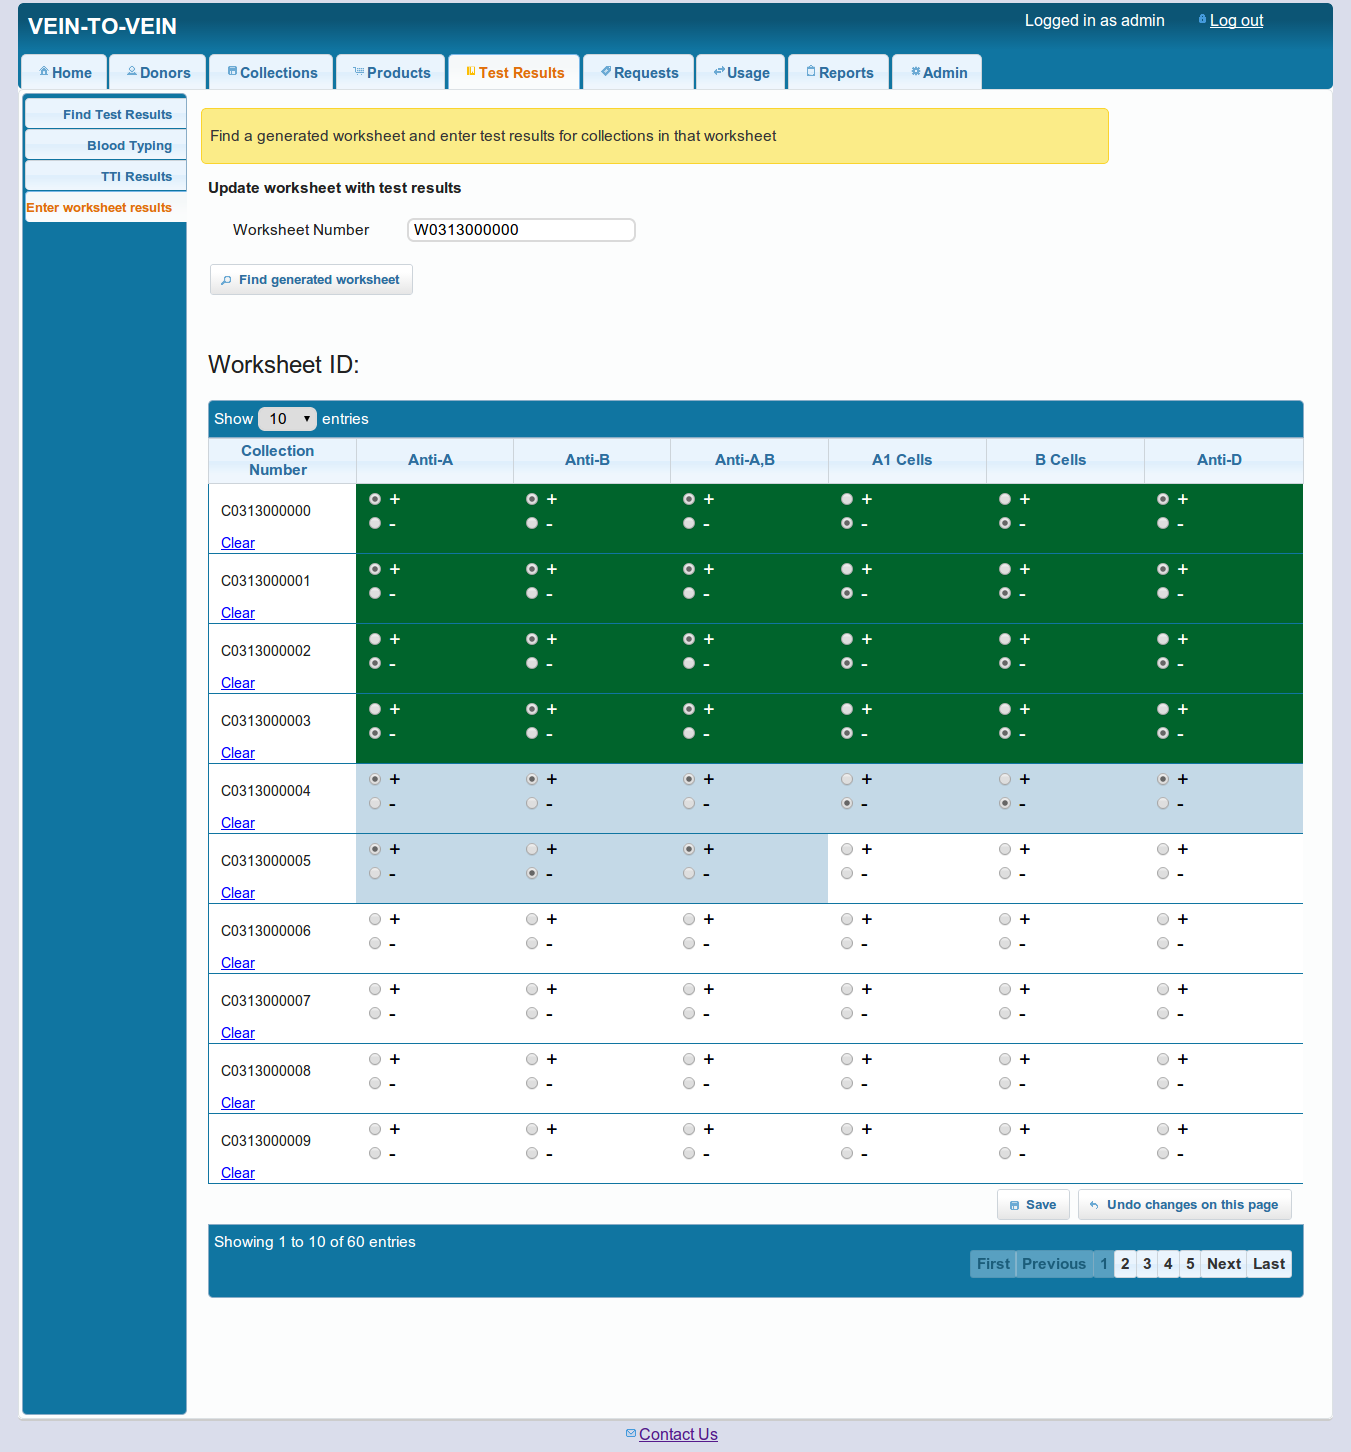 VEIN-TO-VEIN
Logged in as admin Log out
Home Donors Collections Products Test Results Requests Usage Reports Admin
Find Test Results
Blood Typing
TTI Results
Enter worksheet results
Find a generated worksheet and enter test results for collections in that worksheet
Update worksheet with test results
Worksheet Number W0313000000
Find generated worksheet
Worksheet ID:
Show 10 entries
Collection Number Anti-A Anti-B Anti-A,B A1 Cells B Cells Anti-D
+ + + + + +
C0313000000
- - - - - -
Clear
+ + + + + +
C0313000001
- - - - - -
Clear
+ + + + + +
C0313000002
- - - - - -
Clear
+ + + + + +
C0313000003
- - - - - -
Clear
+ + + + + +
C0313000004
- - - - - -
Clear
+ + + + + +
C0313000005
- - - - - -
Clear
+ + + + + +
C0313000006
- - - - - -
Clear
+ + + + + +
C0313000007
- - - - - -
Clear
+ + + + + +
C0313000008
- - - - - -
Clear
+ + + + + +
C0313000009
- - - - - -
Clear
Save Undo changes on this page
Showing 1 to 10 of 60 entries
First Previous 1 2 3 4 5 Next Last
Contact Us